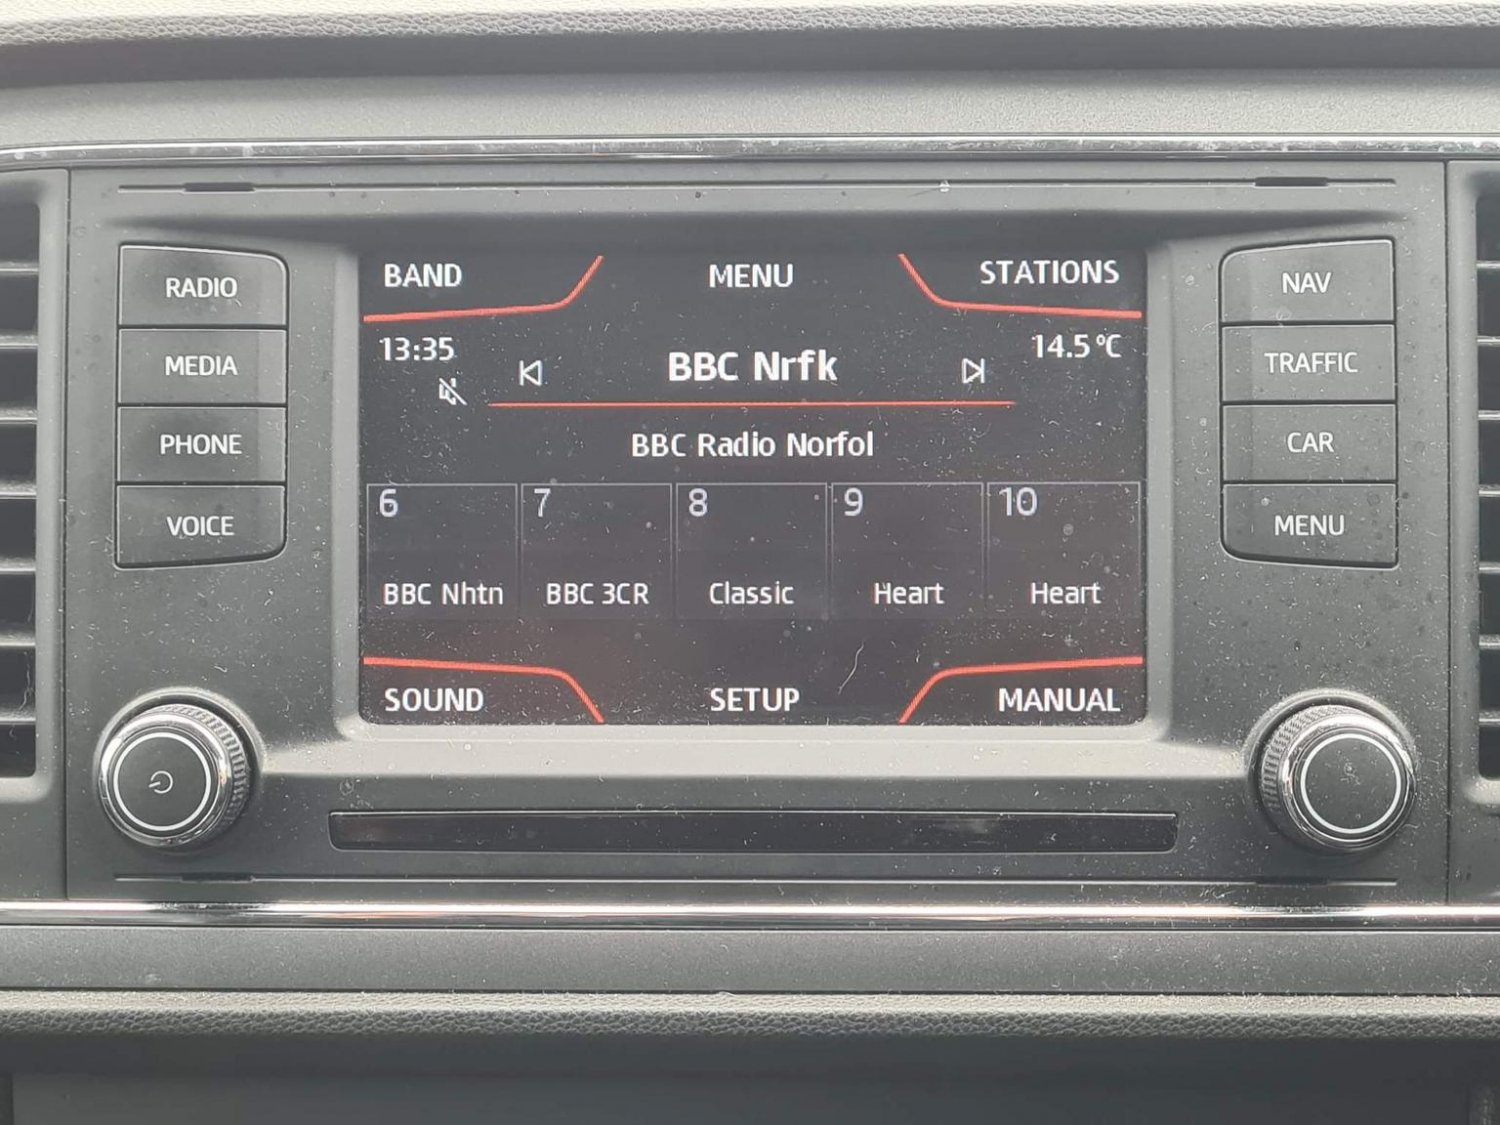 RADIO
MEDIA
PHONE
VOICE
BAND
MENU
STATIONS
13:35
BBC Nrfk
14.5°C
BBC Radio Norfol
6
7
8
9
10
BBC Nhtn
BBC 3CR
Classic
Heart
Heart
SOUND
SETUP
MANUAL
NAV
TRAFFIC
CAR
MENU